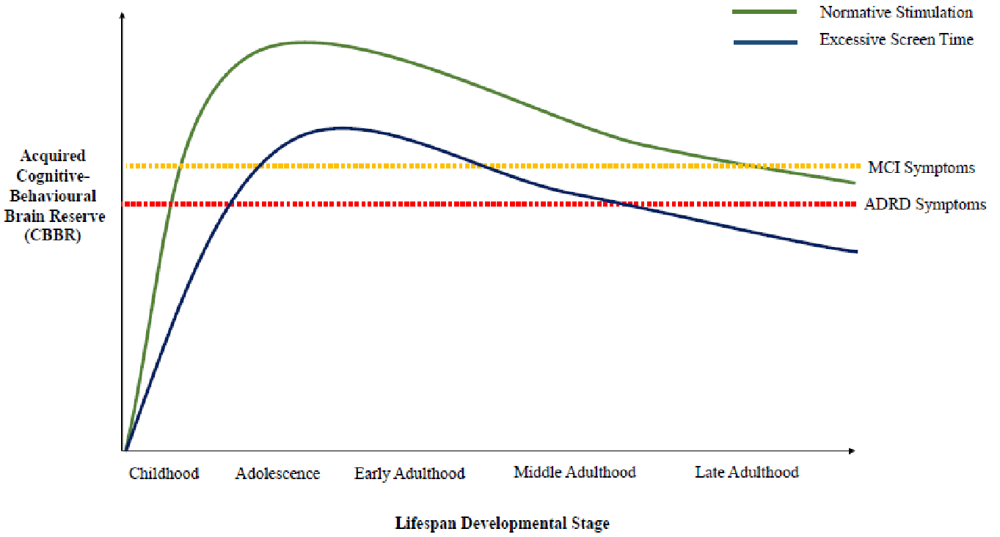 Normative Stimulation
Excessive Screen Time
Acquired
Cognitive-
Behavioural
Brain Reserve
(CBBR)
MCI Symptoms
ADRD Symptoms
Childhood
Adolescence
Early Adulthood
Middle Adulthood
Late Adulthood
Lifespan Developmental Stage